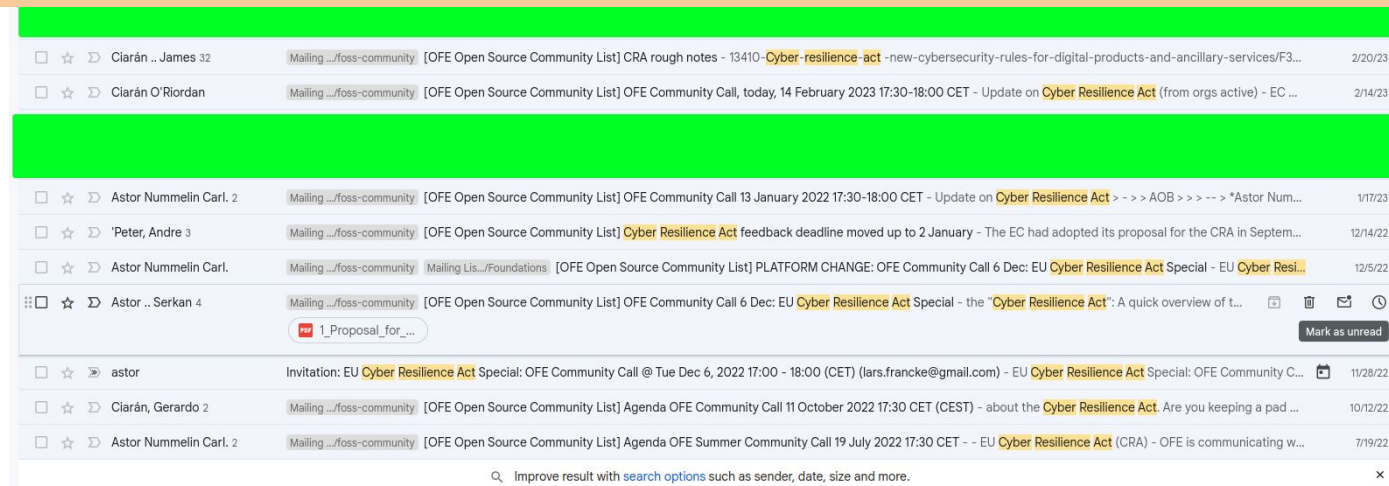 Ciarán .. James 32 Mailing .../foss-community [OFE Open Source Community List] CRA rough notes - 13410-Cyber-resilience-act -new-cybersecurity-rules-for-digital-products-and-ancillary-services/F3... 2/20/23
Ciarán O'Riordan Mailing .../foss-community [OFE Open Source Community List] OFE Community Call, today, 14 February 2023 17:30-18:00 CET - Update on Cyber Resilience Act (from orgs active) - EC ... 2/14/23
Astor Nummelin Carl. 2 Mailing .../foss-community [OFE Open Source Community List] OFE Community Call 13 January 2022 17:30-18:00 CET - Update on Cyber Resilience Act > - > > AOB > > > -- > *Astor Num... 1/17/23
'Peter, Andre 3 Mailing .../foss-community [OFE Open Source Community List] Cyber Resilience Act feedback deadline moved up to 2 January - The EC had adopted its proposal for the CRA in Septem... 12/14/22
Astor Nummelin Carl. Mailing .../foss-community Mailing Lis.../Foundations [OFE Open Source Community List] PLATFORM CHANGE: OFE Community Call 6 Dec: EU Cyber Resilience Act Special - EU Cyber Resi... 12/5/22
Astor .. Serkan 4 Mailing .../foss-community [OFE Open Source Community List] OFE Community Call 6 Dec: EU Cyber Resilience Act Special - the "Cyber Resilience Act": A quick overview of t...
PDF 1_Proposal_for_... Mark as unread
astor Invitation: EU Cyber Resilience Act Special: OFE Community Call @ Tue Dec 6, 2022 17:00 - 18:00 (CET) (lars.francke@gmail.com) - EU Cyber Resilience Act Special: OFE Community C... 11/28/22
Ciarán, Gerardo 2 Mailing .../foss-community [OFE Open Source Community List] Agenda OFE Community Call 11 October 2022 17:30 CET (CEST) - about the Cyber Resilience Act. Are you keeping a pad ... 10/12/22
Astor Nummelin Carl. 2 Mailing .../foss-community [OFE Open Source Community List] Agenda OFE Summer Community Call 19 July 2022 17:30 CET - - EU Cyber Resilience Act (CRA) - OFE is communicating w... 7/19/22
Improve result with search options such as sender, date, size and more.